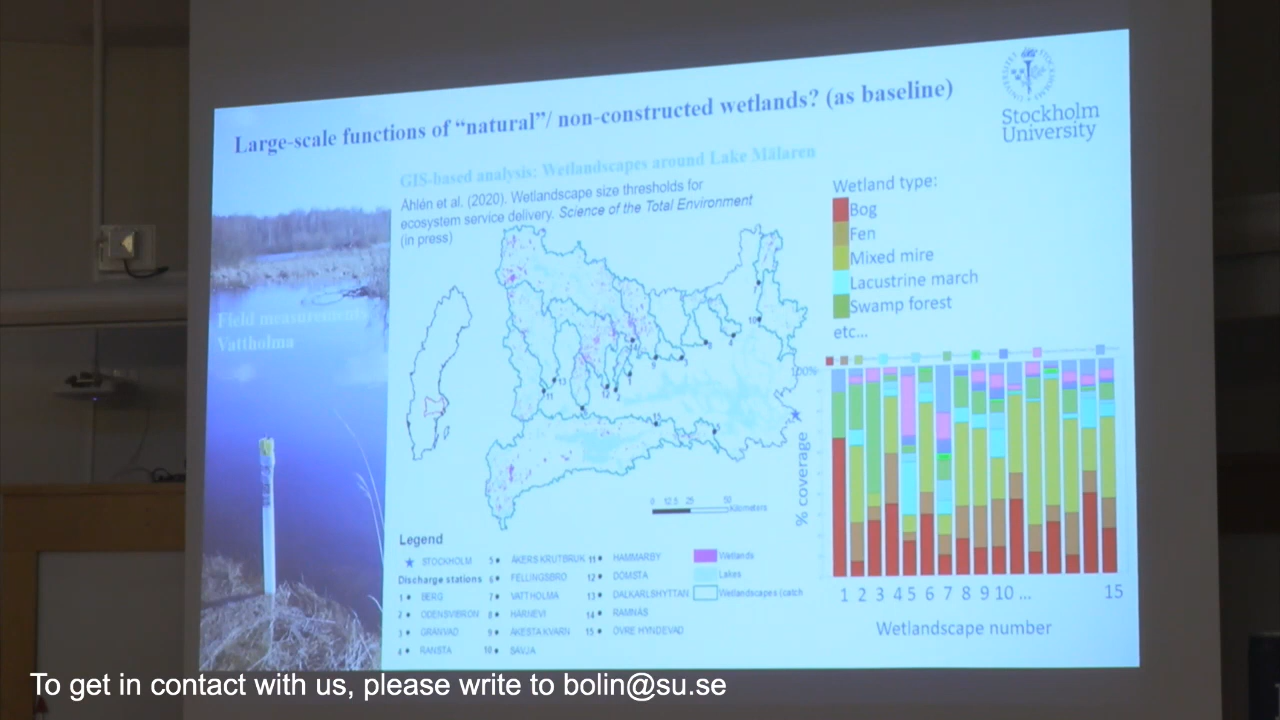 Large-scale functions of “natural”/ non-constructed wetlands? (as baseline)
Stockholm
University
GIS-based analysis: Wetlandscapes around Lake Mälaren
Åhlén et al. (2020). Wetlandscape size thresholds for
ecosystem service delivery. Science of the Total Environment
(in press)
Field measurements
Vattholma
Wetland type:
Bog
Fen
Mixed mire
Lacustrine march
Swamp forest
etc...
100%
% coverage
1 2 3 4 5 6 7 8 9 10 ... 15
Wetlandscape number
0 12,5 25 50
Kilometers
Legend
STOCKHOLM
Discharge stations
1 BERG
2 ODENSVIBRON
3 GRANVAD
4 RANSTA
5 ÅKERS KRUTBRUK
6 FELLINGSBRO
7 VATTHOLMA
8 HÄRNEVI
9 ÅKESTA KVARN
10 SÄVJA
11 HAMMARBY
12 DOMSTA
13 DALKARLSHYTTAN
14 RAMNÄS
15 ÖVRE HYNDEVAD
Wetlands
Lakes
Wetlandscapes (catch
To get in contact with us, please write to bolin@su.se